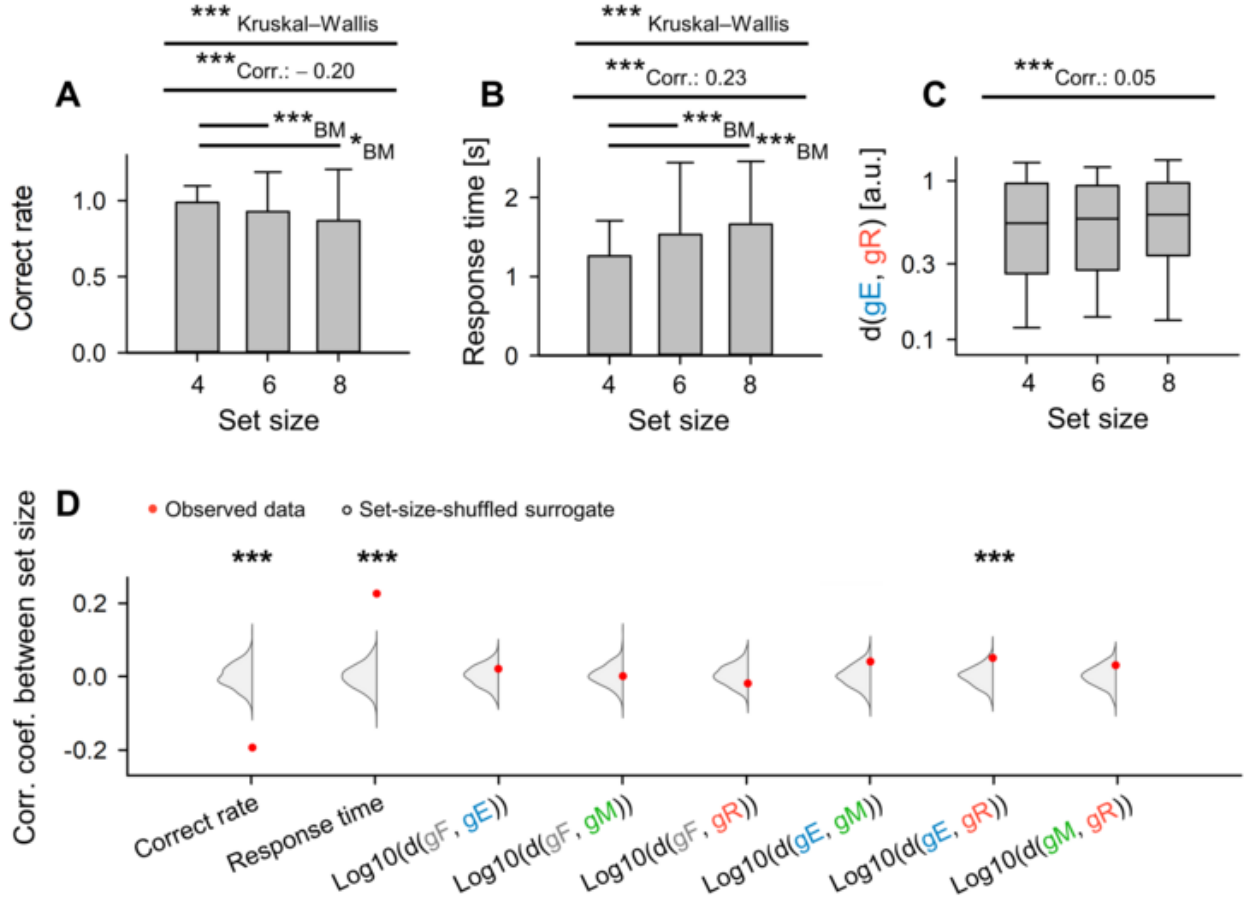 *** Kruskal–Wallis
***Corr.: – 0.20
A
***BM
*BM
Correct rate
1.0
0.5
0.0
4 6 8
Set size
*** Kruskal–Wallis
***Corr.: 0.23
B
***BM
***BM
Response time [s]
2
1
0
4 6 8
Set size
***Corr.: 0.05
C
d(gE, gR) [a.u.]
1
0.3
0.1
4 6 8
Set size
D
Observed data
Set-size-shuffled surrogate
*** *** ***
Corr. coef. between set size
0.2
0.0
-0.2
Correct rate
Response time
Log10(d(gF, gE))
Log10(d(gF, gM))
Log10(d(gF, gR))
Log10(d(gE, gM))
Log10(d(gE, gR))
Log10(d(gM, gR))